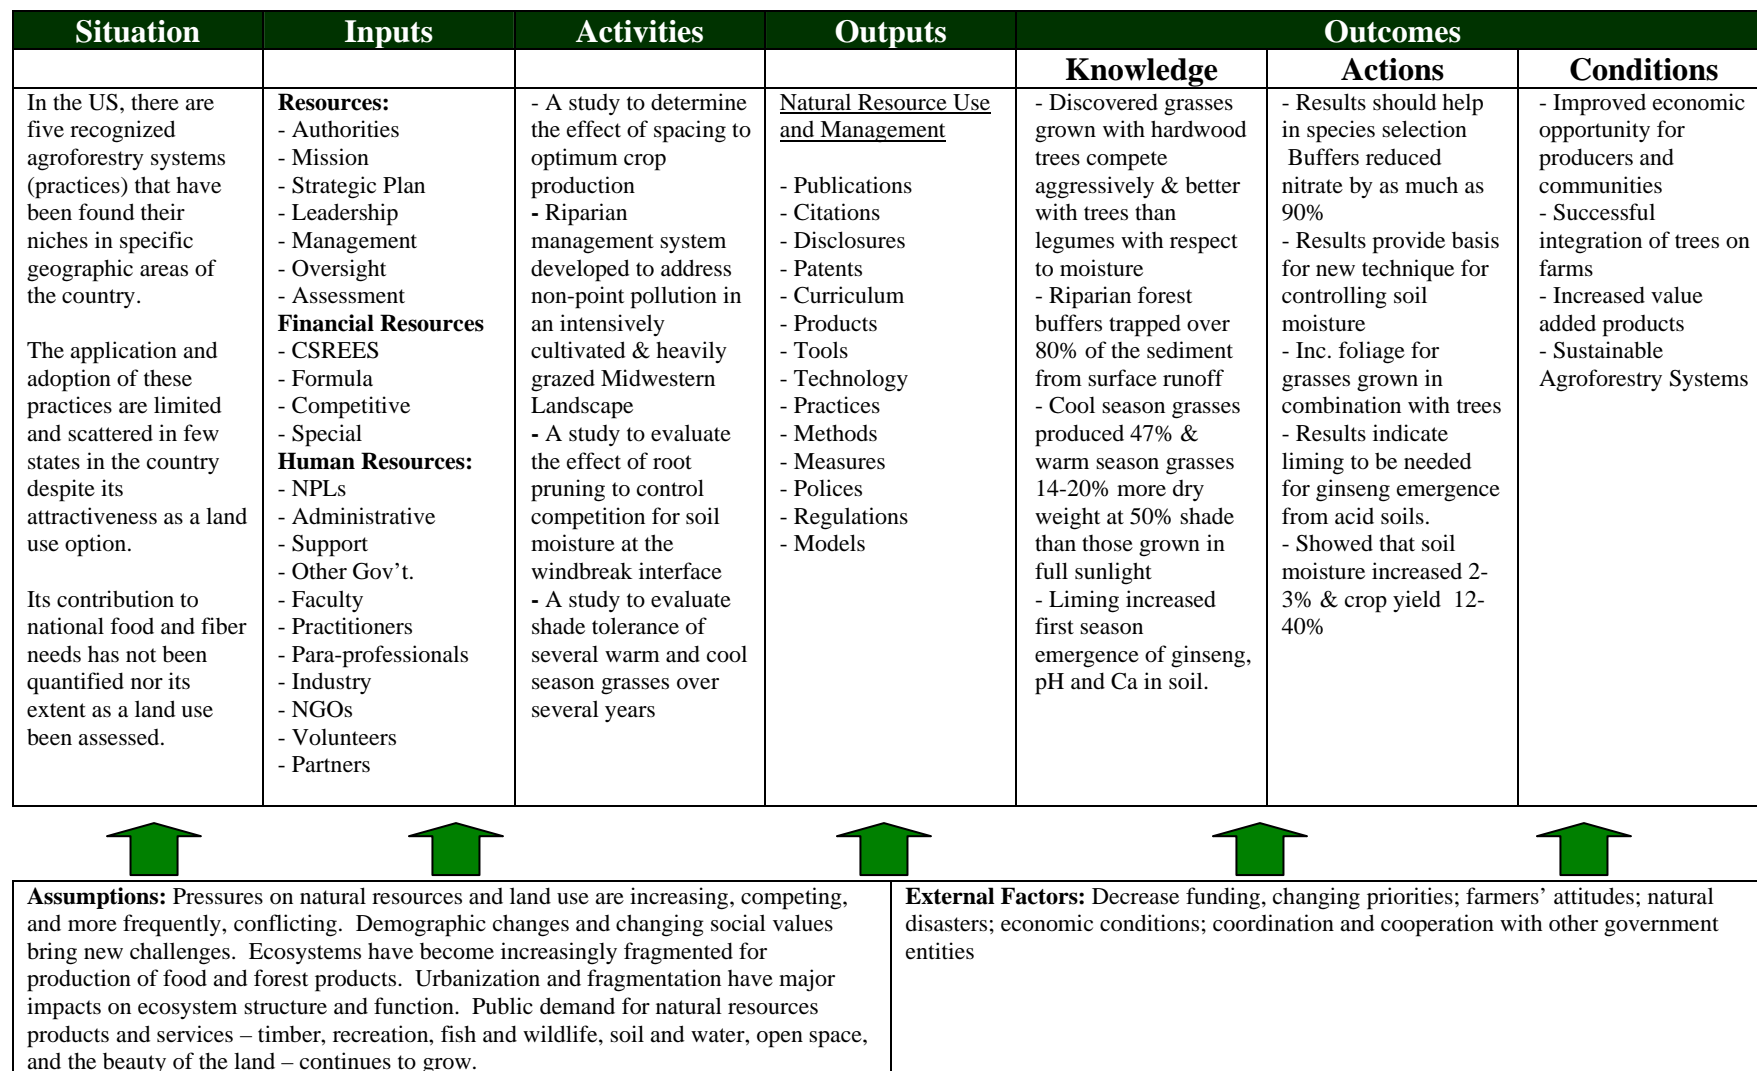 Situation
Inputs
Activities
Outputs
Outcomes
Knowledge
Actions
Conditions
In the US, there are
five recognized
agroforestry systems
(practices) that have
been found their
niches in specific
geographic areas of
the country.
The application and
adoption of these
practices are limited
and scattered in few
states in the country
despite its
attractiveness as a land
use option.
Its contribution to
national food and fiber
needs has not been
quantified nor its
extent as a land use
been assessed.
Resources:
- Authorities
- Mission
- Strategic Plan
- Leadership
- Management
- Oversight
- Assessment
Financial Resources
- CSREES
- Formula
- Competitive
- Special
Human Resources:
- NPLs
- Administrative
- Support
- Other Gov’t.
- Faculty
- Practitioners
- Para-professionals
- Industry
- NGOs
- Volunteers
- Partners
- A study to determine
the effect of spacing to
optimum crop
production
- Riparian
management system
developed to address
non-point pollution in
an intensively
cultivated & heavily
grazed Midwestern
Landscape
- A study to evaluate
the effect of root
pruning to control
competition for soil
moisture at the
windbreak interface
- A study to evaluate
shade tolerance of
several warm and cool
season grasses over
several years
Natural Resource Use
and Management
- Publications
- Citations
- Disclosures
- Patents
- Curriculum
- Products
- Tools
- Technology
- Practices
- Methods
- Measures
- Polices
- Regulations
- Models
- Discovered grasses
grown with hardwood
trees compete
aggressively & better
with trees than
legumes with respect
to moisture
- Riparian forest
buffers trapped over
80% of the sediment
from surface runoff
- Cool season grasses
produced 47% &
warm season grasses
14-20% more dry
weight at 50% shade
than those grown in
full sunlight
- Liming increased
first season
emergence of ginseng,
pH and Ca in soil.
- Results should help
in species selection
Buffers reduced
nitrate by as much as
90%
- Results provide basis
for new technique for
controlling soil
moisture
- Inc. foliage for
grasses grown in
combination with trees
- Results indicate
liming to be needed
for ginseng emergence
from acid soils.
- Showed that soil
moisture increased 2-
3% & crop yield 12-
40%
- Improved economic
opportunity for
producers and
communities
- Successful
integration of trees on
farms
- Increased value
added products
- Sustainable
Agroforestry Systems
Assumptions: Pressures on natural resources and land use are increasing, competing,
and more frequently, conflicting. Demographic changes and changing social values
bring new challenges. Ecosystems have become increasingly fragmented for
production of food and forest products. Urbanization and fragmentation have major
impacts on ecosystem structure and function. Public demand for natural resources
products and services – timber, recreation, fish and wildlife, soil and water, open space,
and the beauty of the land – continues to grow.
External Factors: Decrease funding, changing priorities; farmers’ attitudes; natural
disasters; economic conditions; coordination and cooperation with other government
entities